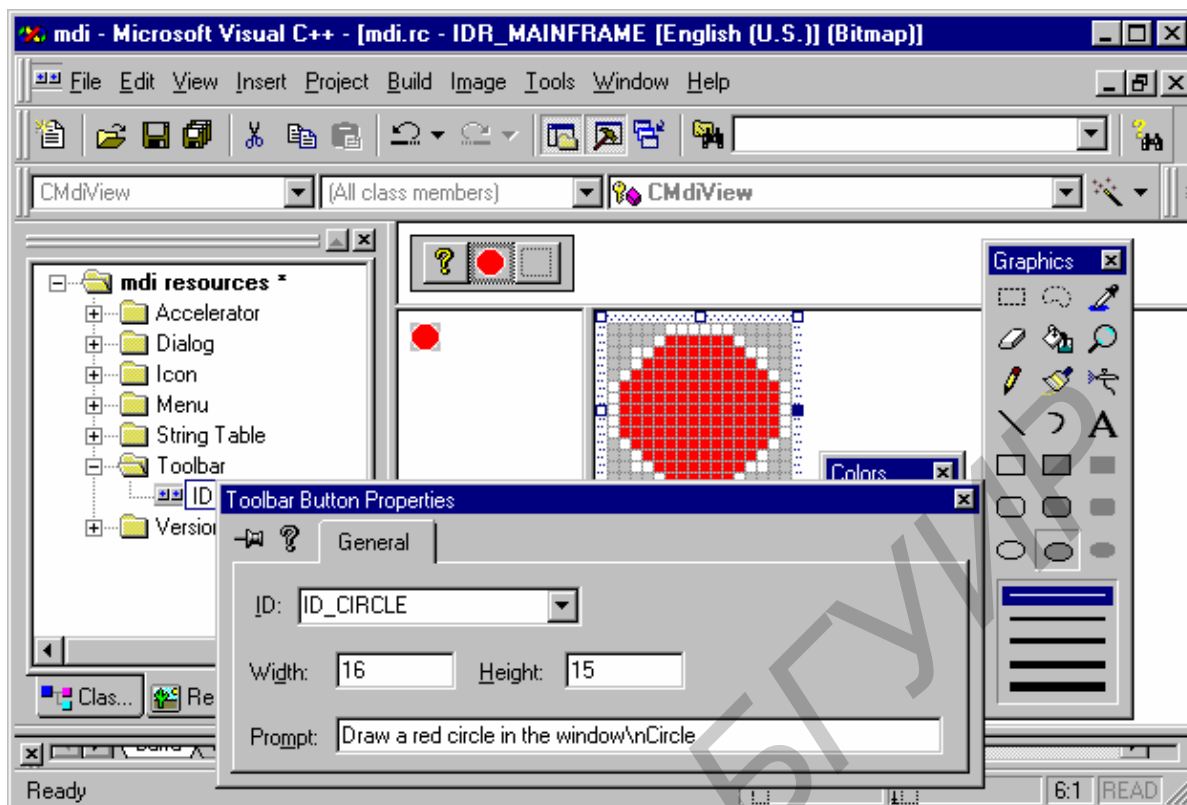 mdi - Microsoft Visual C++ - [mdi.rc - IDR_MAINFRAME [English (U.S.)] (Bitmap)]
File Edit View Insert Project Build Image Tools Window Help
CMdiView (All class members) CMdiView
mdi resources *
Accelerator
Dialog
Icon
Menu
String Table
Toolbar
ID
Version
Graphics
Colors
Toolbar Button Properties
General
ID: ID_CIRCLE
Width: 16 Height: 15
Prompt: Draw a red circle in the window\nCircle
Clas... Re
Ready 6:1 READ
БГУИР